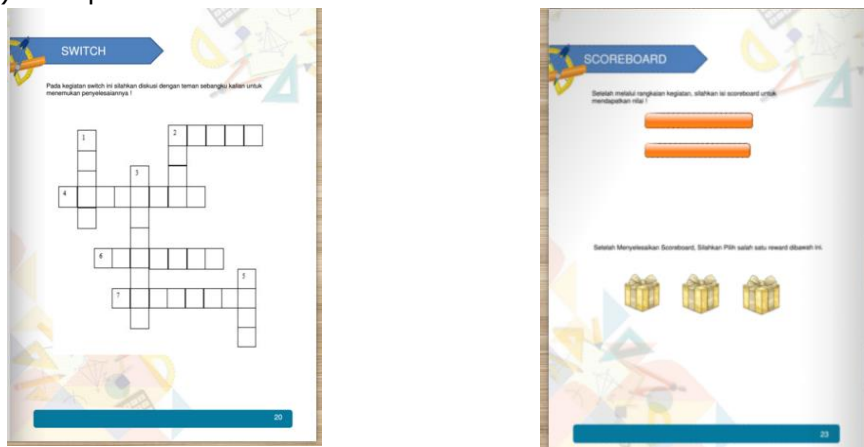 SWITCH
Pada kegiatan switch ini silahkan diskusi dengan teman sebangku kalian untuk
menemukan penyelesaiannya !
1
2
3
4
6
5
7
20
SCOREBOARD
Setelah melalui rangkaian kegiatan, silahkan isi scoreboard untuk
mendapatkan nilai !
Setelah Menyelesaikan Scoreboard, Silahkan Pilih salah satu reward dibawah ini.
23